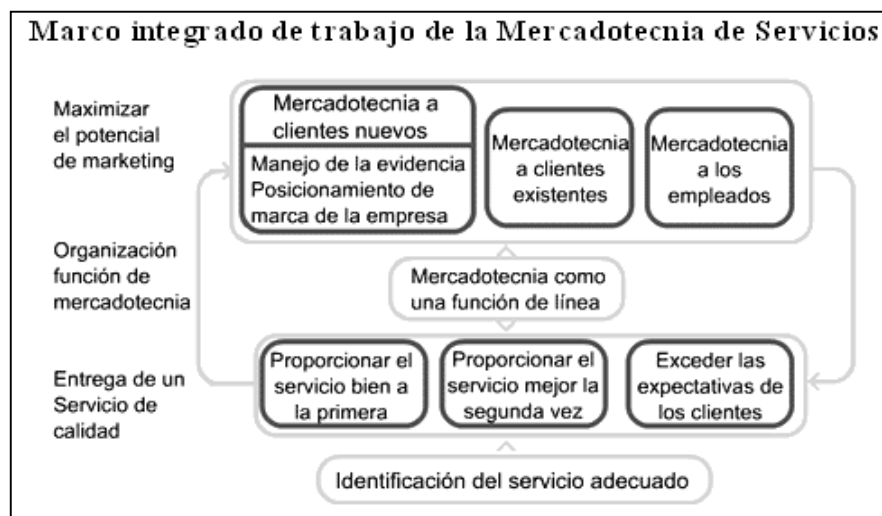 Marco integrado de trabajo de la Mercadotecnia de Servicios
Maximizar
el potencial
de marketing
Mercadotecnia a
clientes nuevos
Manejo de la evidencia
Posicionamiento de
marca de la empresa
Mercadotecnia
a clientes
existentes
Mercadotecnia
a los
empleados
Organización
función de
mercadotecnia
Mercadotecnia como
una función de línea
Entrega de un
Servicio de
calidad
Proporcionar el
servicio bien a
la primera
Proporcionar el
servicio mejor la
segunda vez
Exceder las
expectativas de
los clientes
Identificación del servicio adecuado